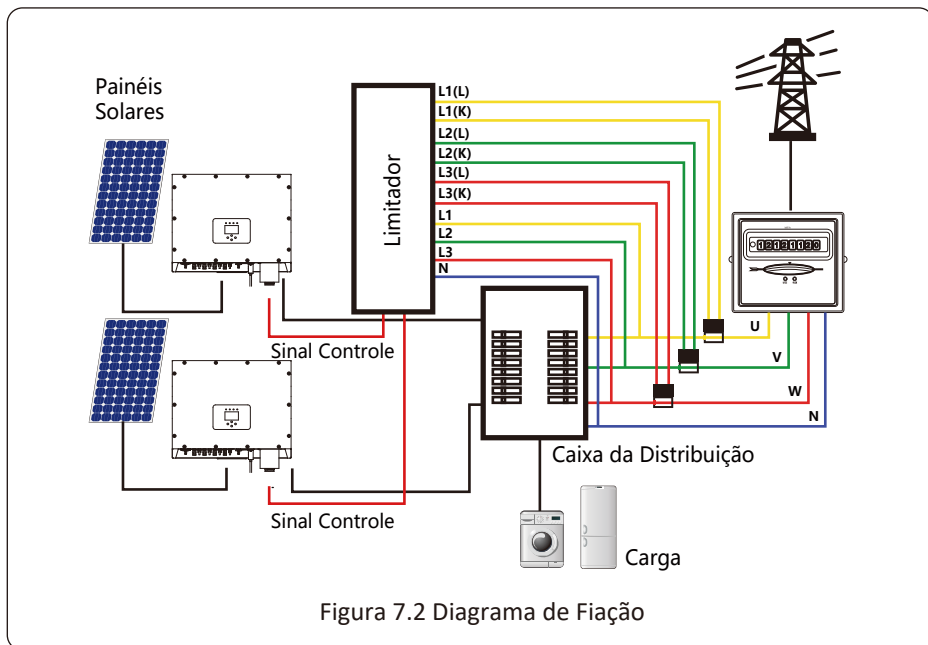 Painéis
Solares
Limitador
L1(L)
L1(K)
L2(L)
L2(K)
L3(L)
L3(K)
L1
L2
L3
N
Sinal Controle
Sinal Controle
U
V
W
N
Caixa da Distribuição
Carga
Figura 7.2 Diagrama de Fiação